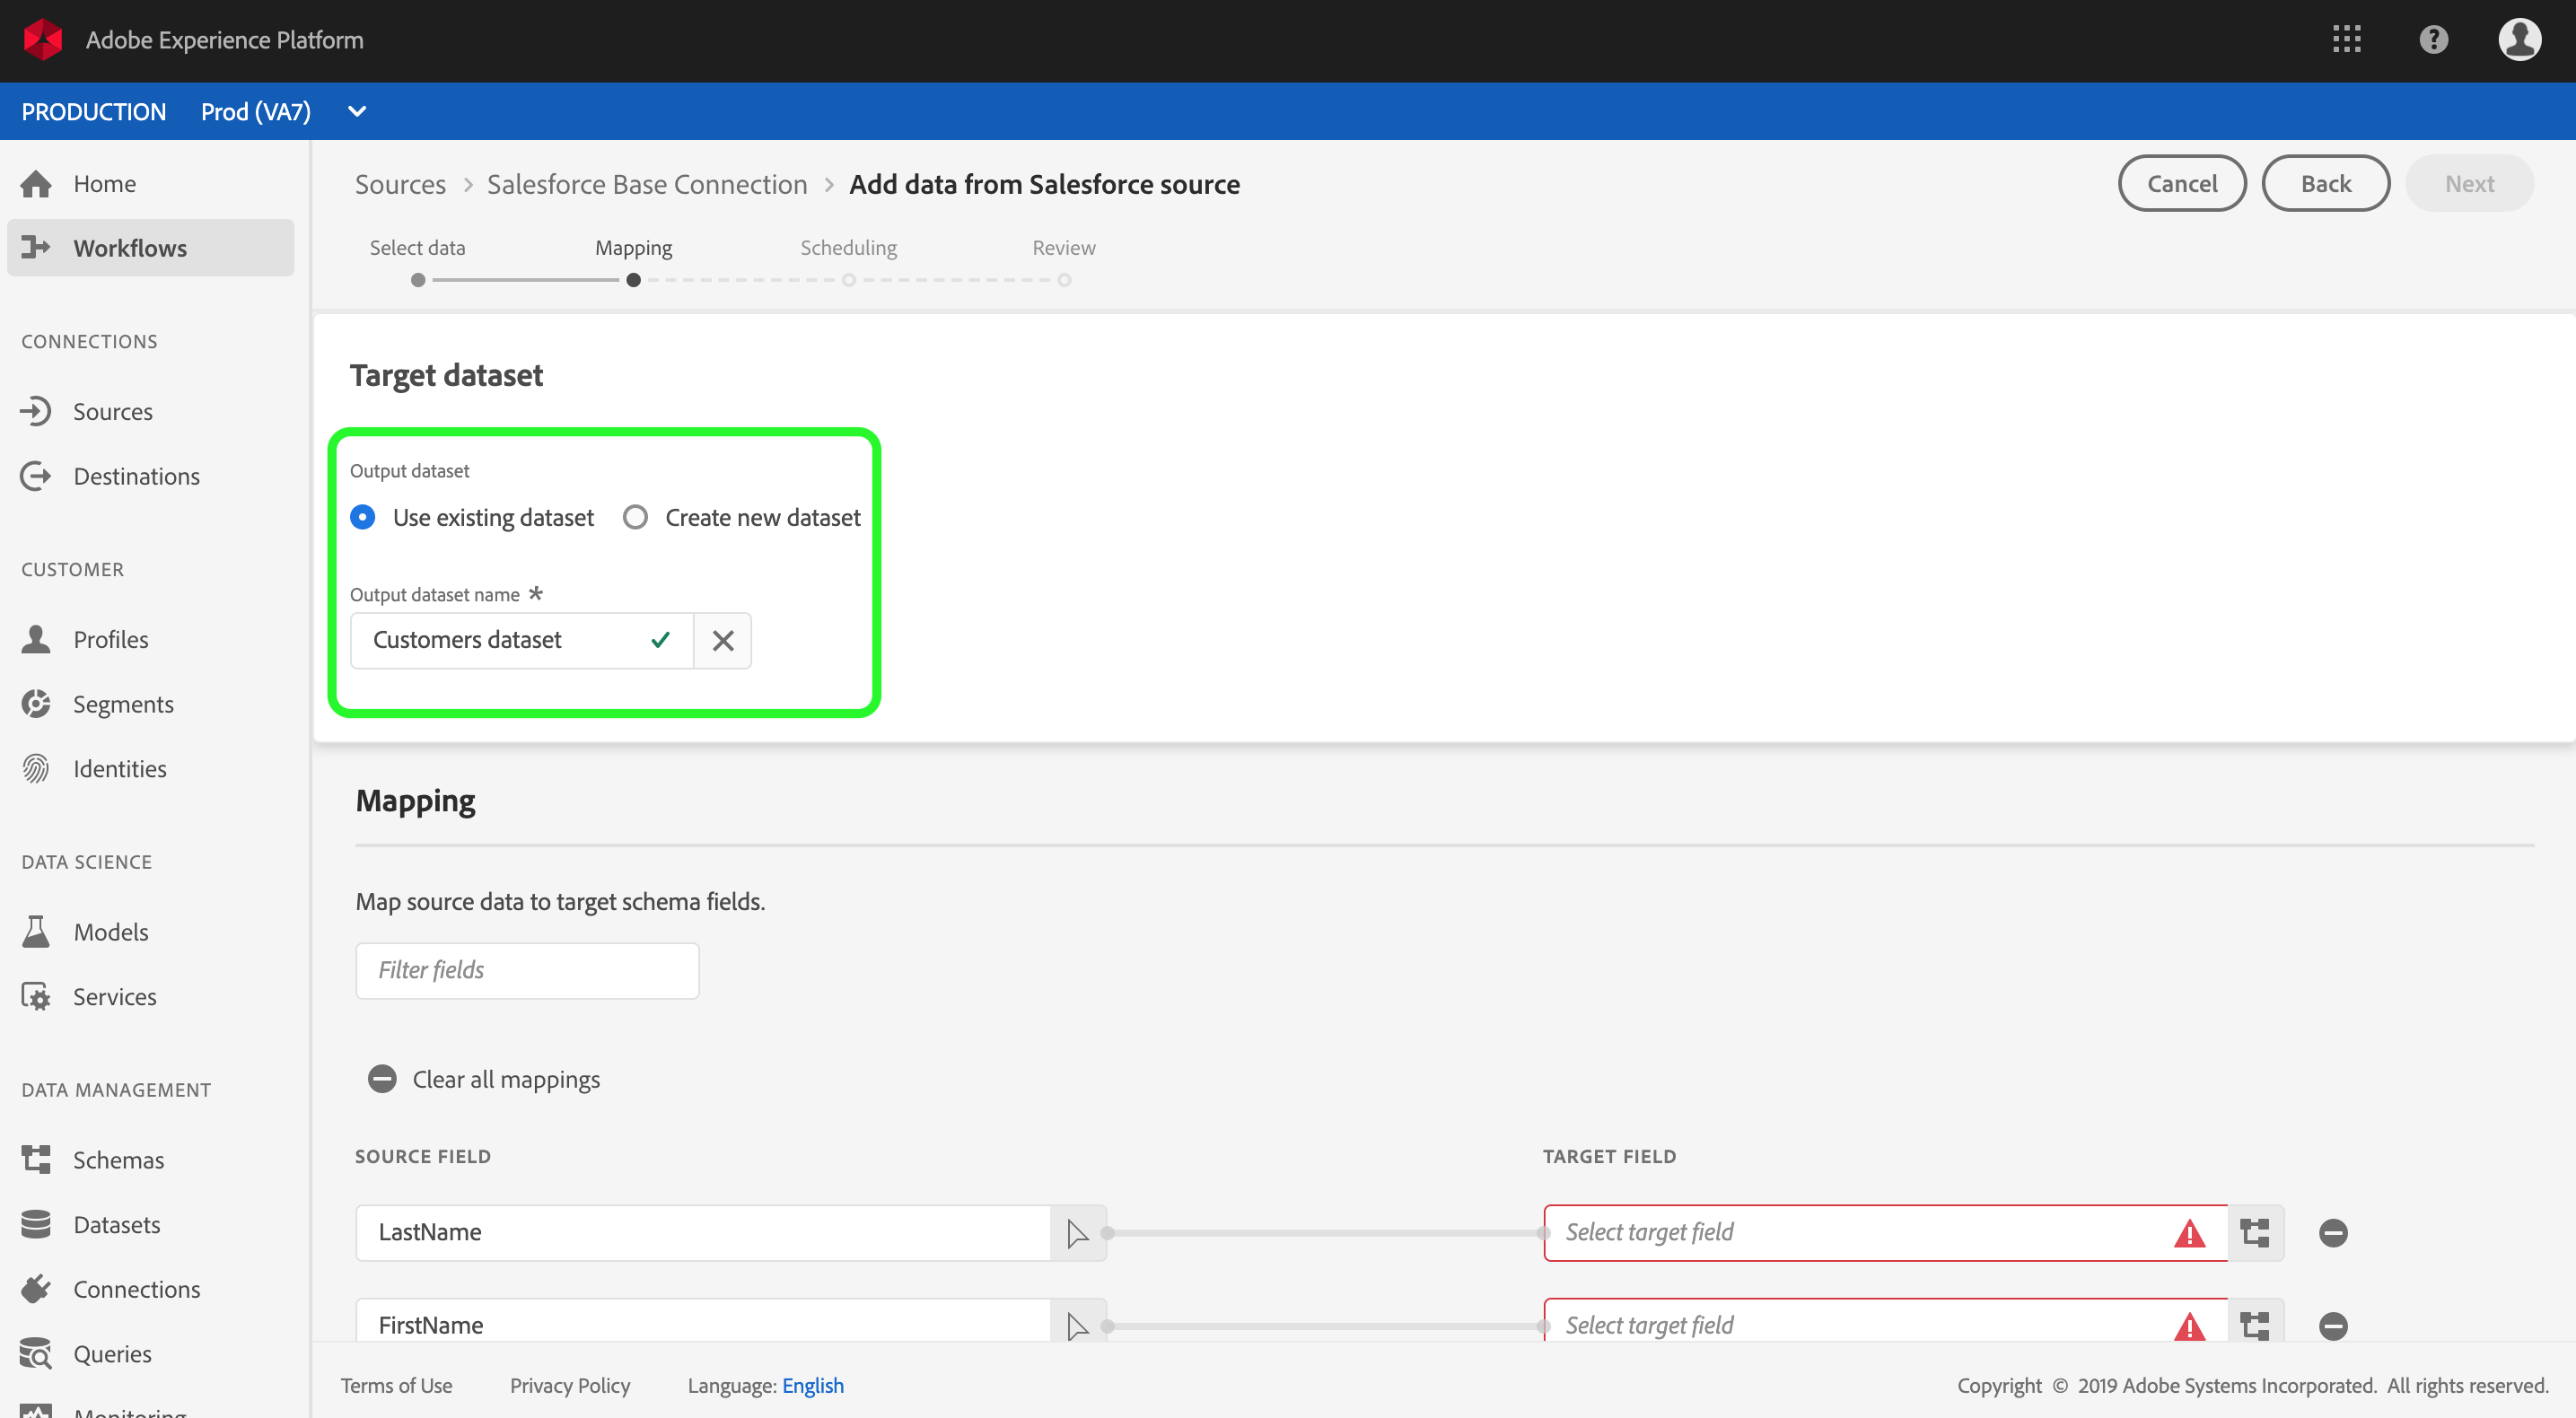 Adobe Experience Platform
PRODUCTION Prod (VA7)
Home
Workflows
CONNECTIONS
Sources
Destinations
CUSTOMER
Profiles
Segments
Identities
DATA SCIENCE
Models
Services
DATA MANAGEMENT
Schemas
Datasets
Connections
Queries
Monitoring
Sources > Salesforce Base Connection > Add data from Salesforce source
Cancel Back Next
Select data Mapping Scheduling Review
Target dataset
Output dataset
Use existing dataset Create new dataset
Output dataset name *
Customers dataset
Mapping
Map source data to target schema fields.
Filter fields
Clear all mappings
SOURCE FIELD TARGET FIELD
LastName Select target field
FirstName Select target field
Terms of Use Privacy Policy Language: English Copyright © 2019 Adobe Systems Incorporated. All rights reserved.